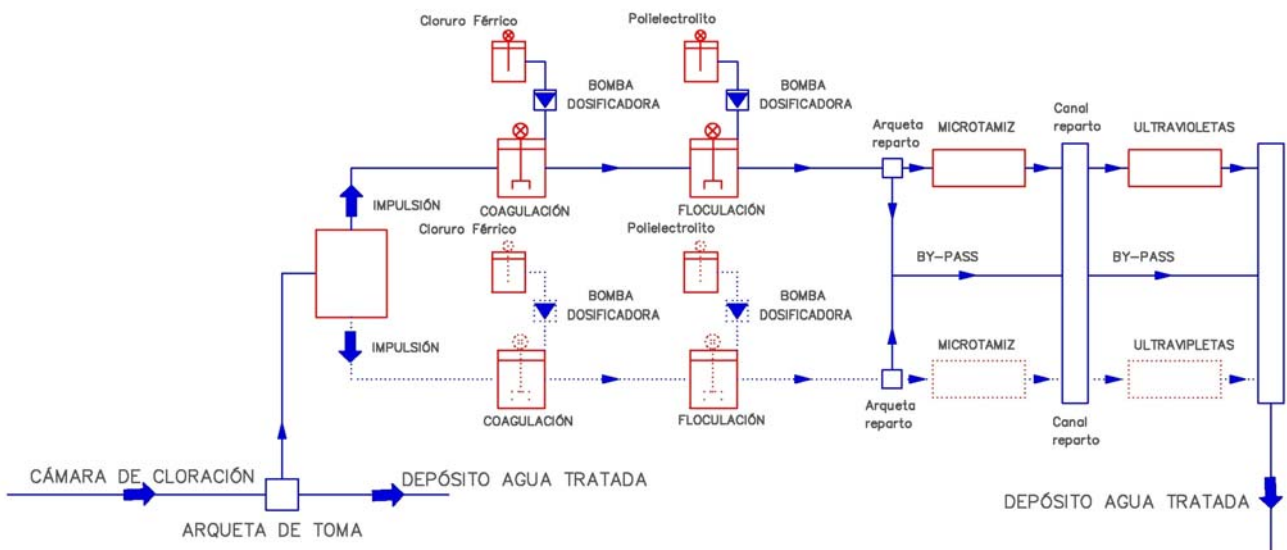 Cloruro Férrico
Polielectrolito
BOMBA
DOSIFICADORA
BOMBA
DOSIFICADORA
Arqueta
reparto
MICROTAMIZ
Canal
reparto
ULTRAVIOLETAS
IMPULSIÓN
COAGULACIÓN
FLOCULACIÓN
Cloruro Férrico
Polielectrolito
BY-PASS
BY-PASS
BOMBA
DOSIFICADORA
BOMBA
DOSIFICADORA
IMPULSIÓN
MICROTAMIZ
ULTRAVIPLETAS
COAGULACIÓN
FLOCULACIÓN
Arqueta
reparto
Canal
reparto
CÁMARA DE CLORACIÓN
DEPÓSITO AGUA TRATADA
DEPÓSITO AGUA TRATADA
ARQUETA DE TOMA